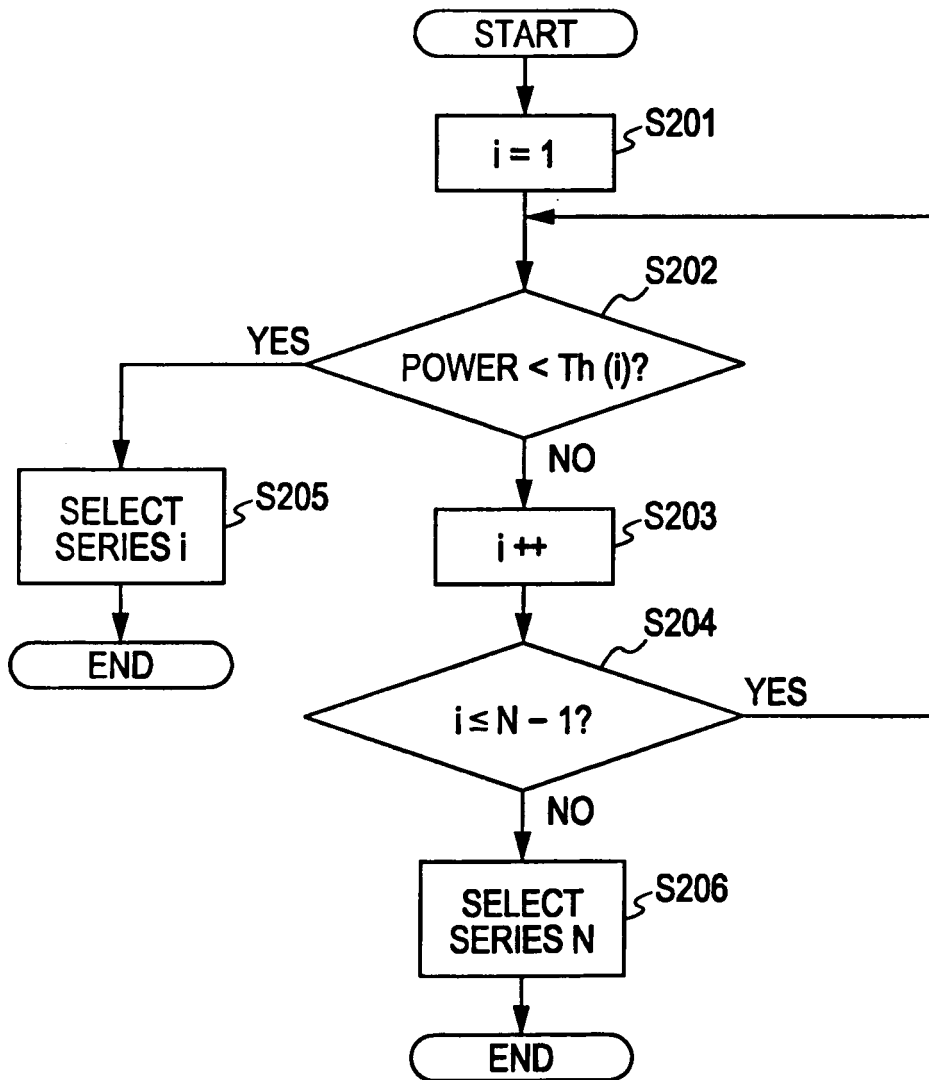 START
S201
i = 1
S202
YES
POWER < Th (i)?
NO
SELECT
SERIES i
S205
S203
i ++
END
S204
YES
i ≤ N – 1?
NO
S206
SELECT
SERIES N
END